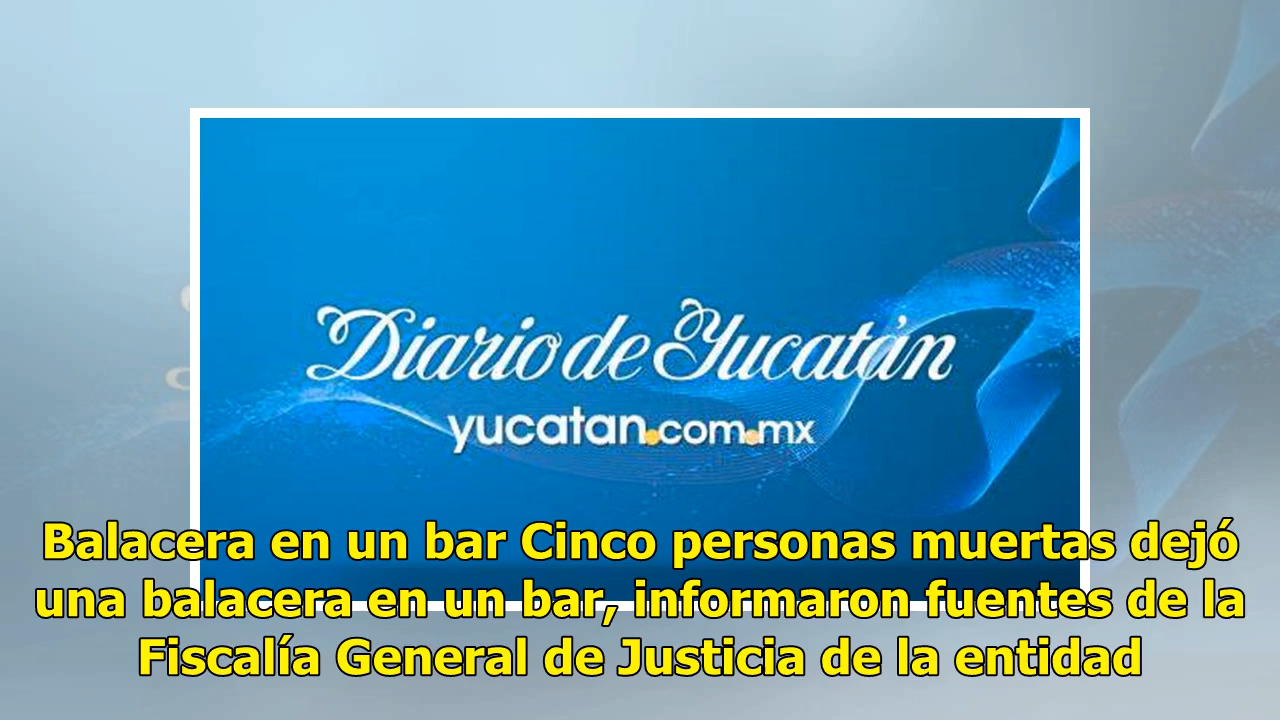 Diario de Yucatán
yucatan.com.mx
Balacera en un bar Cinco personas muertas dejó
una balacera en un bar, informaron fuentes de la
Fiscalía General de Justicia de la entidad